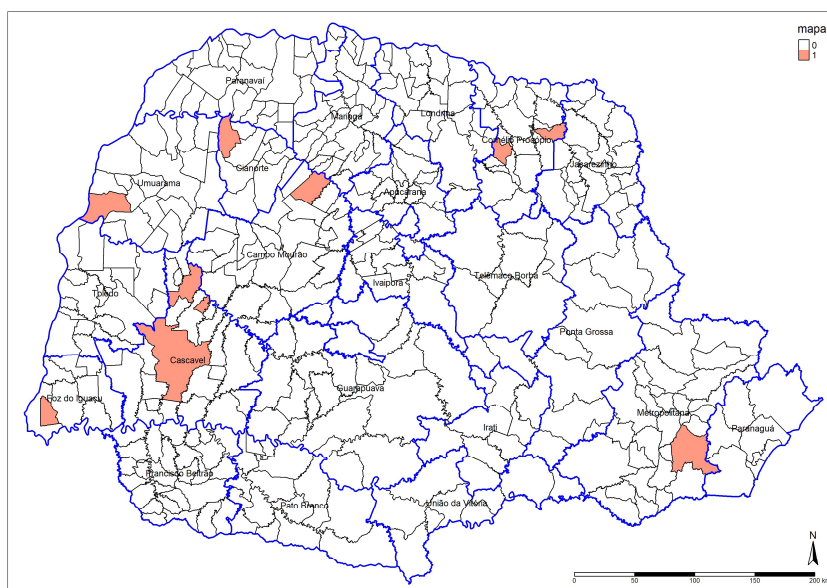 mapa
0
1
Paranavaí
Maringá
Londrina
Cornélio Procópio
Jacarezinho
Cianorte
Umuarama
Apucarana
Campo Mourão
Ivaiporã
Telêmaco Borba
Toledo
Ponta Grossa
Cascavel
Guarapuava
Foz do Iguaçu
Metropolitana
Paranaguá
Irati
Francisco Beltrão
Pato Branco
União da Vitória
N
0 50 100 150 200 km